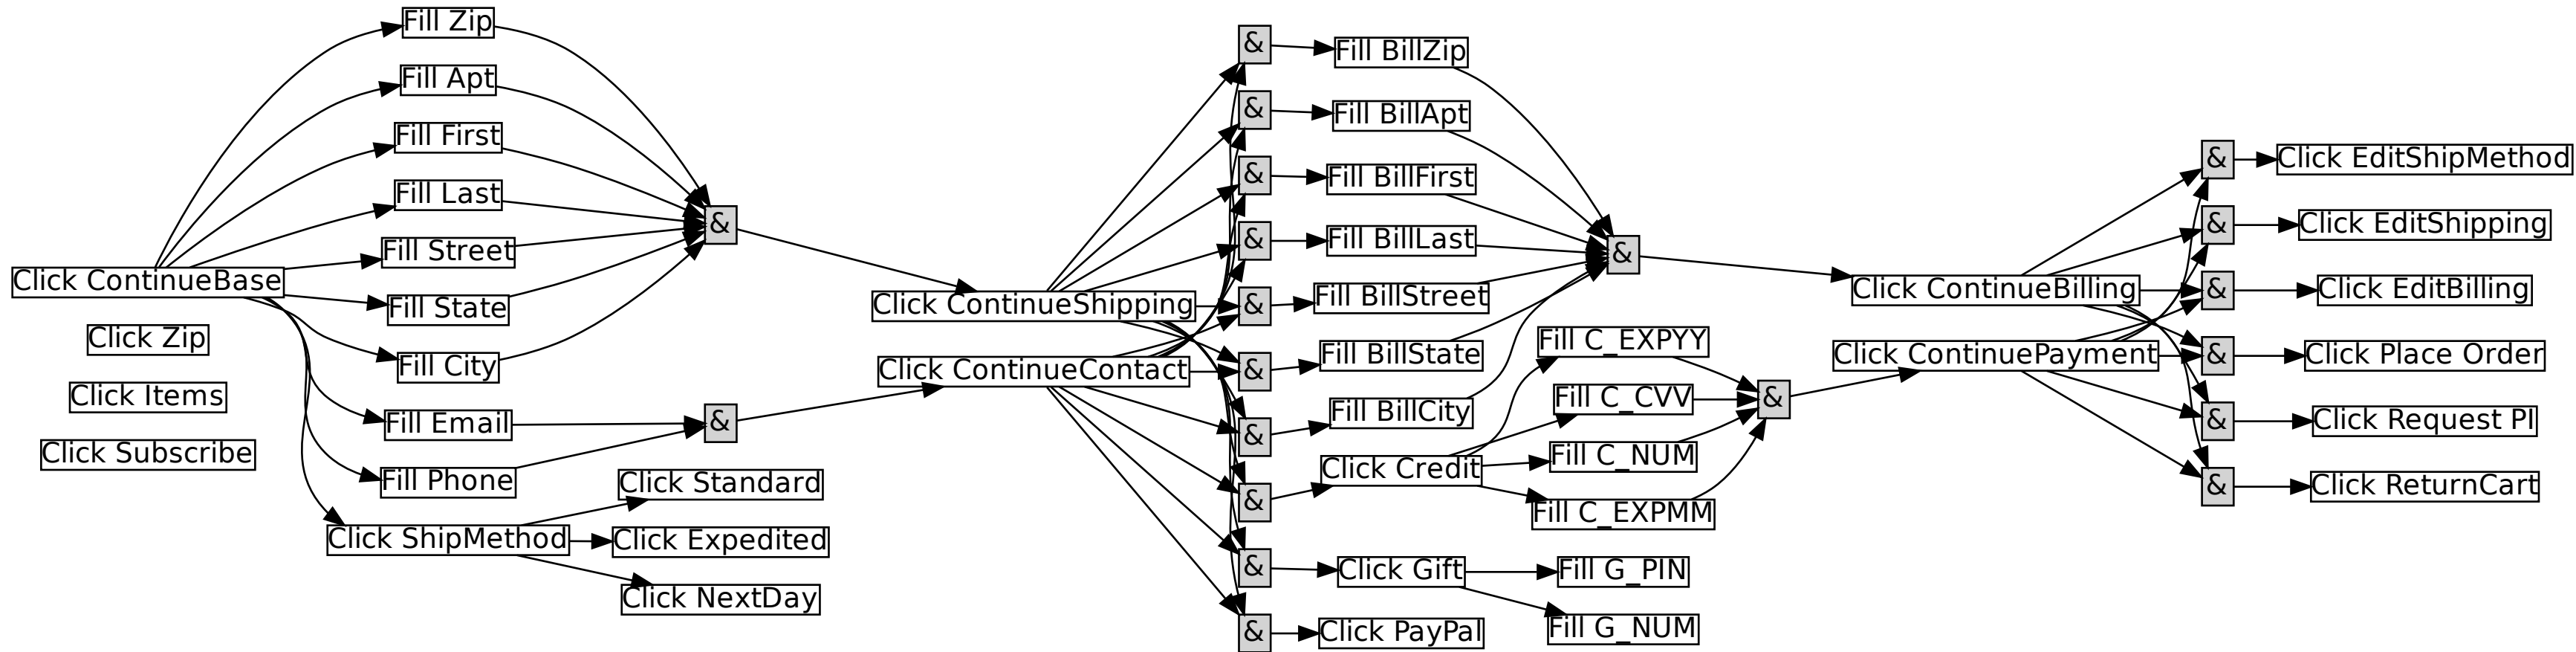 Click ContinueBase
Click Zip
Click Items
Click Subscribe
Fill Zip
Fill Apt
Fill First
Fill Last
Fill Street
Fill State
Fill City
Fill Email
Fill Phone
Click ShipMethod
Click Standard
Click Expedited
Click NextDay
&
&
Click ContinueShipping
Click ContinueContact
&
&
&
&
&
&
&
&
&
&
Fill BillZip
Fill BillApt
Fill BillFirst
Fill BillLast
Fill BillStreet
Fill BillState
Fill BillCity
Click Credit
Click Gift
Click PayPal
Fill C_EXPYY
Fill C_CVV
Fill C_NUM
Fill C_EXPMM
Fill G_PIN
Fill G_NUM
&
&
Click ContinueBilling
Click ContinuePayment
&
&
&
&
&
&
Click EditShipMethod
Click EditShipping
Click EditBilling
Click Place Order
Click Request PI
Click ReturnCart